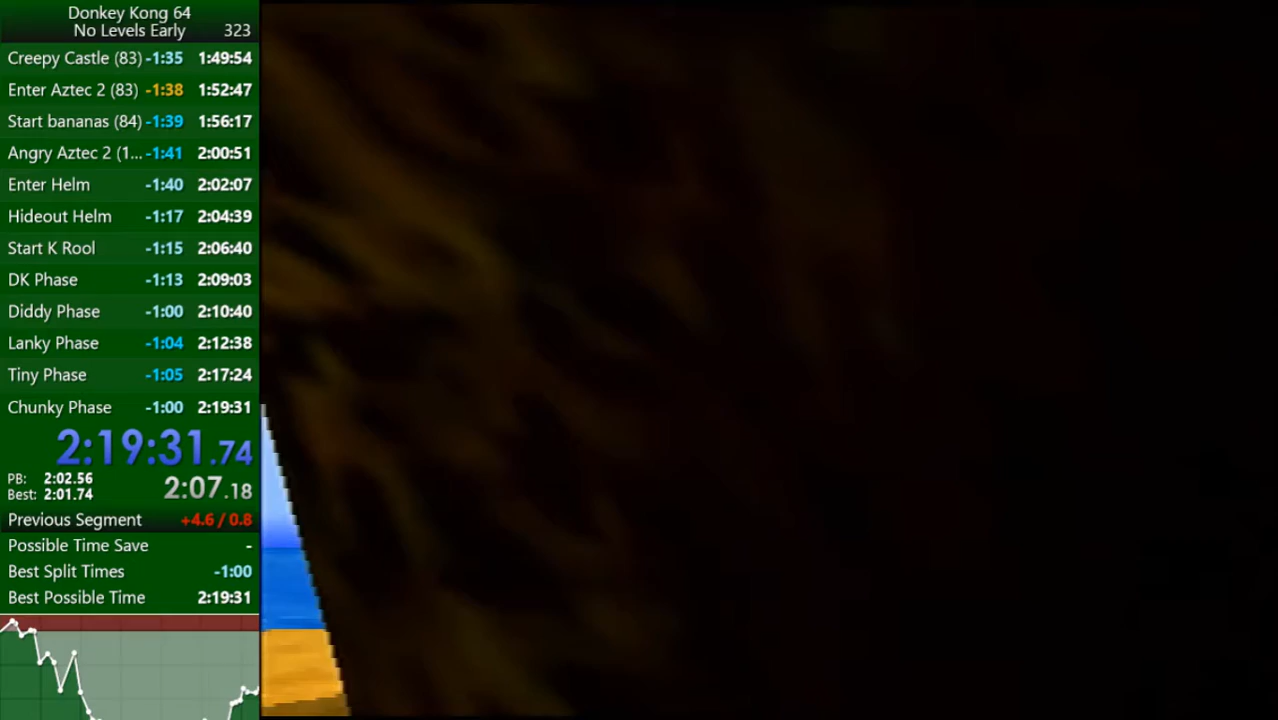 Donkey Kong 64
No Levels Early 323
Creepy Castle (83) -1:35 1:49:54
Enter Aztec 2 (83) -1:38 1:52:47
Start bananas (84) -1:39 1:56:17
Angry Aztec 2 (1... -1:41 2:00:51
Enter Helm -1:40 2:02:07
Hideout Helm -1:17 2:04:39
Start K Rool -1:15 2:06:40
DK Phase -1:13 2:09:03
Diddy Phase -1:00 2:10:40
Lanky Phase -1:04 2:12:38
Tiny Phase -1:05 2:17:24
Chunky Phase -1:00 2:19:31
2:19:31.74
PB: 2:02.56
Best: 2:01.74 2:07.18
Previous Segment +4.6 / 0.8
Possible Time Save -
Best Split Times -1:00
Best Possible Time 2:19:31